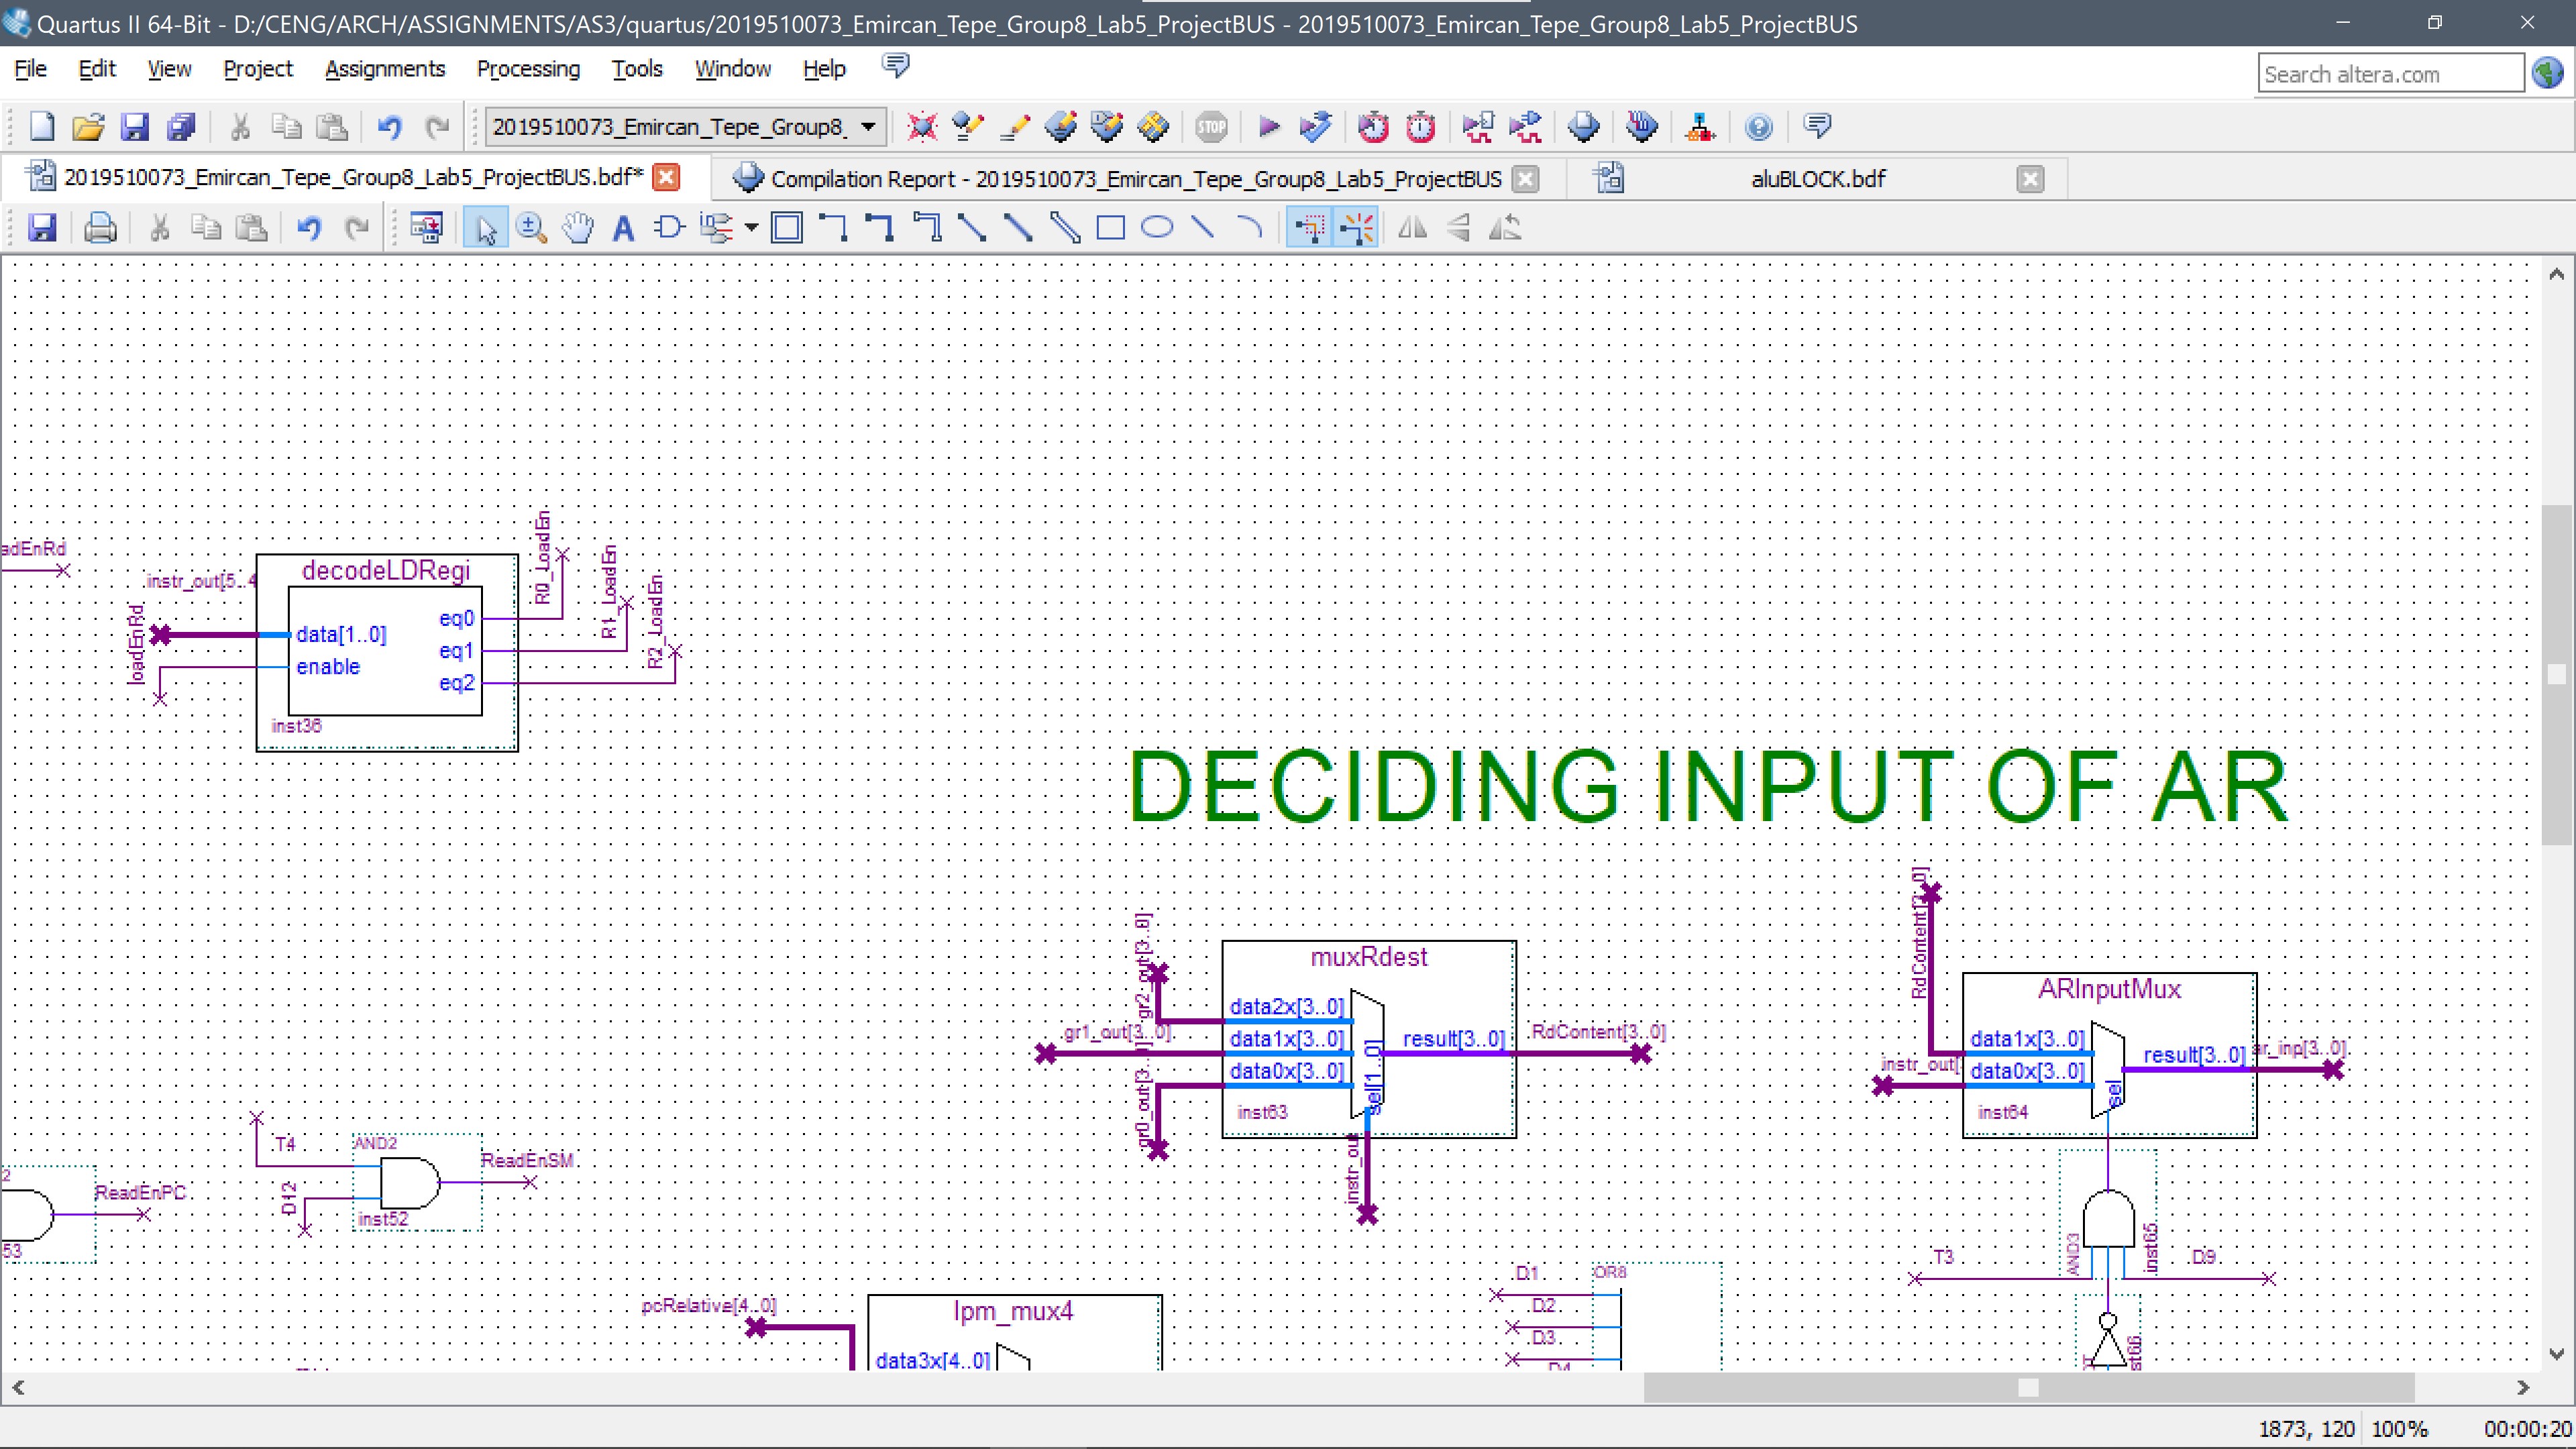 Quartus II 64-Bit - D:/CENG/ARCH/ASSIGNMENTS/AS3/quartus/2019510073_Emircan_Tepe_Group8_Lab5_ProjectBUS - 2019510073_Emircan_Tepe_Group8_Lab5_ProjectBUS
File Edit View Project Assignments Processing Tools Window Help
Search altera.com
2019510073_Emircan_Tepe_Group8_
STOP
2019510073_Emircan_Tepe_Group8_Lab5_ProjectBUS.bdf*
Compilation Report - 2019510073_Emircan_Tepe_Group8_Lab5_ProjectBUS
aluBLOCK.bdf
adEnRd
instr_out[5..4
loadEnRd
decodeLDRegi
data[1..0]
enable
eq0
eq1
eq2
inst36
R0_LoadEn
R1_LoadEn
R2_LoadEn
DECIDING INPUT OF AR
gr2_out[3..0]
gr1_out[3..0]
gr0_out[3..
muxRdest
data2x[3..0]
data1x[3..0]
data0x[3..0]
sel[1..0]
result[3..0]
inst63
instr_out
RdContent[3..0]
RdContent[3..0]
instr_out[
ARInputMux
data1x[3..0]
data0x[3..0]
sel
result[3..0]
inst64
ar_inp[3..0]
2
ReadEnPC
53
T4
D12
AND2
inst52
ReadEnSM
pcRelative[4..0]
lpm_mux4
data3x[4..0]
D1
D2
D3
D4
OR8
T3
AND3
inst65
D9
st66
1873, 120 100% 00:00:20